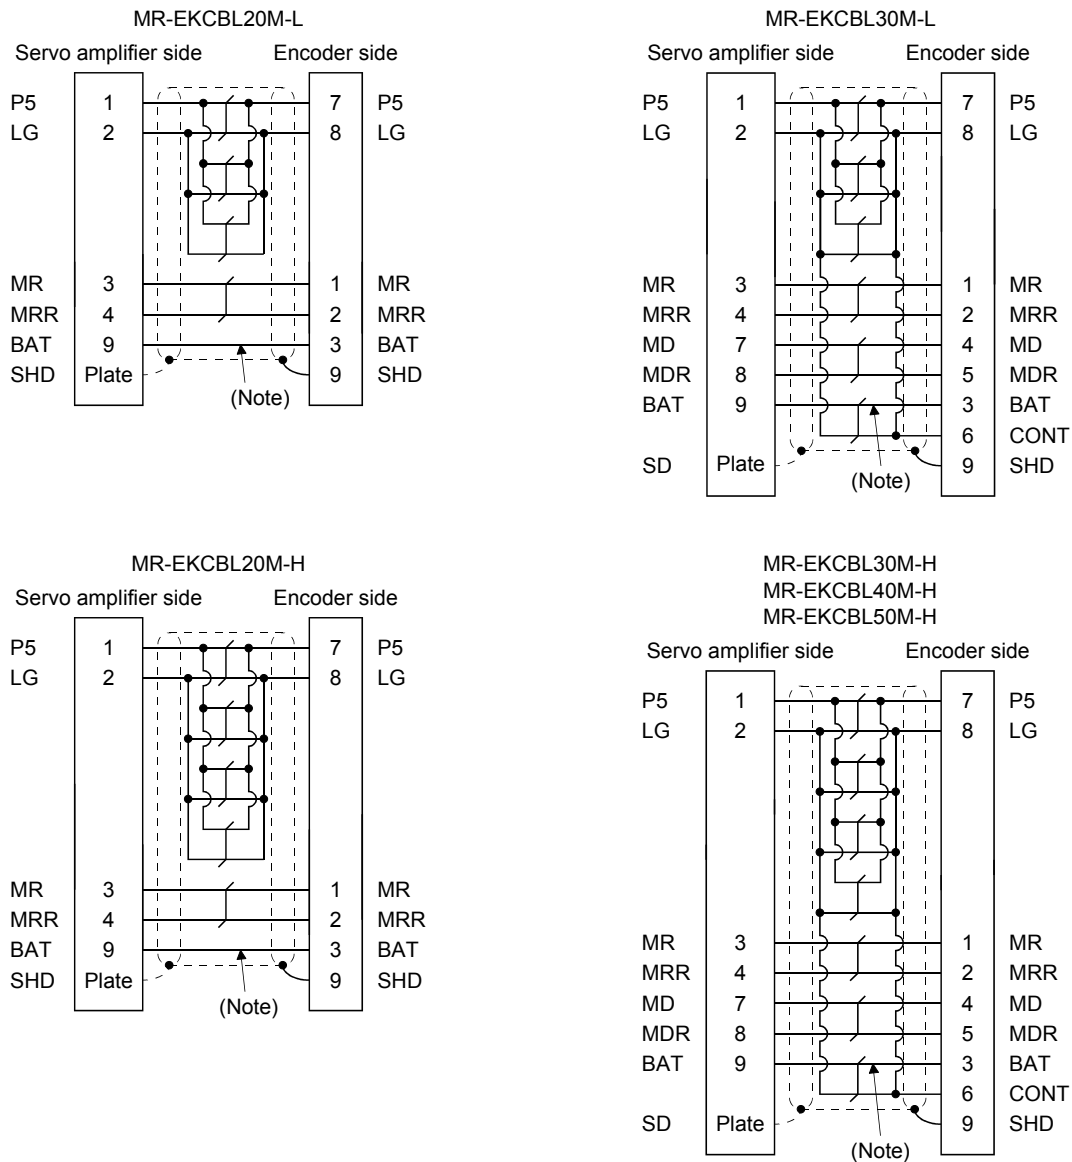 MR-EKCBL20M-L
Servo amplifier side Encoder side
P5 1 7 P5
LG 2 8 LG
MR 3 1 MR
MRR 4 2 MRR
BAT 9 3 BAT
SHD Plate 9 SHD
(Note)
MR-EKCBL30M-L
Servo amplifier side Encoder side
P5 1 7 P5
LG 2 8 LG
MR 3 1 MR
MRR 4 2 MRR
MD 7 4 MD
MDR 8 5 MDR
BAT 9 3 BAT
6 CONT
SD Plate 9 SHD
(Note)
MR-EKCBL20M-H
Servo amplifier side Encoder side
P5 1 7 P5
LG 2 8 LG
MR 3 1 MR
MRR 4 2 MRR
BAT 9 3 BAT
SHD Plate 9 SHD
(Note)
MR-EKCBL30M-H
MR-EKCBL40M-H
MR-EKCBL50M-H
Servo amplifier side Encoder side
P5 1 7 P5
LG 2 8 LG
MR 3 1 MR
MRR 4 2 MRR
MD 7 4 MD
MDR 8 5 MDR
BAT 9 3 BAT
6 CONT
SD Plate 9 SHD
(Note)